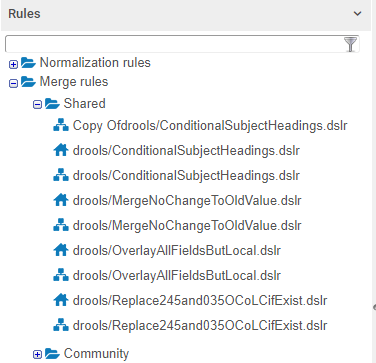 Rules
Normalization rules
Merge rules
Shared
Copy Ofdrools/ConditionalSubjectHeadings.dslr
drools/ConditionalSubjectHeadings.dslr
drools/ConditionalSubjectHeadings.dslr
drools/MergeNoChangeToOldValue.dslr
drools/MergeNoChangeToOldValue.dslr
drools/OverlayAllFieldsButLocal.dslr
drools/OverlayAllFieldsButLocal.dslr
drools/Replace245and035OCoLCifExist.dslr
drools/Replace245and035OCoLCifExist.dslr
Community